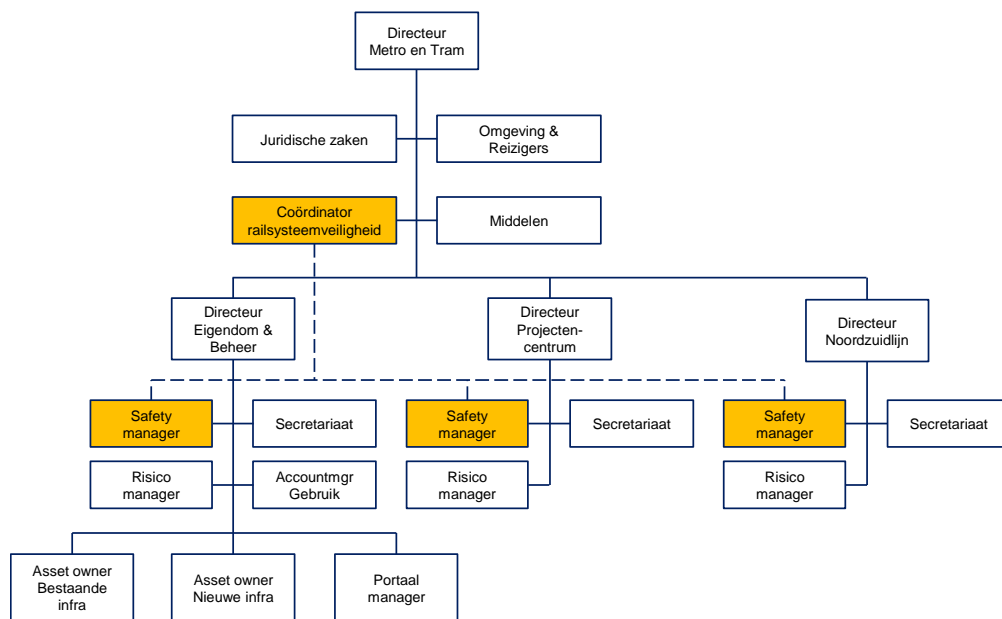 Directeur
Metro en Tram
Juridische zaken
Omgeving &
Reizigers
Coördinator
railsysteemveiligheid
Middelen
Directeur
Eigendom &
Beheer
Directeur
Projecten-
centrum
Directeur
Noordzuidlijn
Safety
manager
Secretariaat
Safety
manager
Secretariaat
Safety
manager
Secretariaat
Risico
manager
Accountmgr
Gebruik
Risico
manager
Risico
manager
Asset owner
Bestaande
infra
Asset owner
Nieuwe infra
Portaal
manager